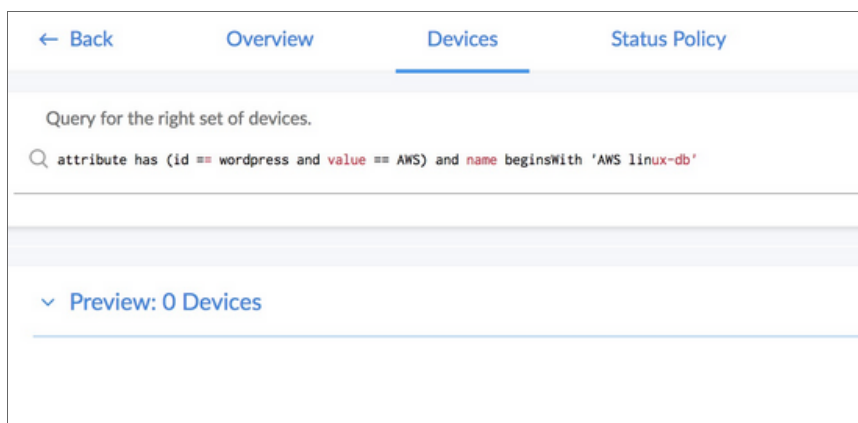 ← Back Overview Devices Status Policy
Query for the right set of devices.
attribute has (id == wordpress and value == AWS) and name beginsWith 'AWS linux-db'
Preview: 0 Devices